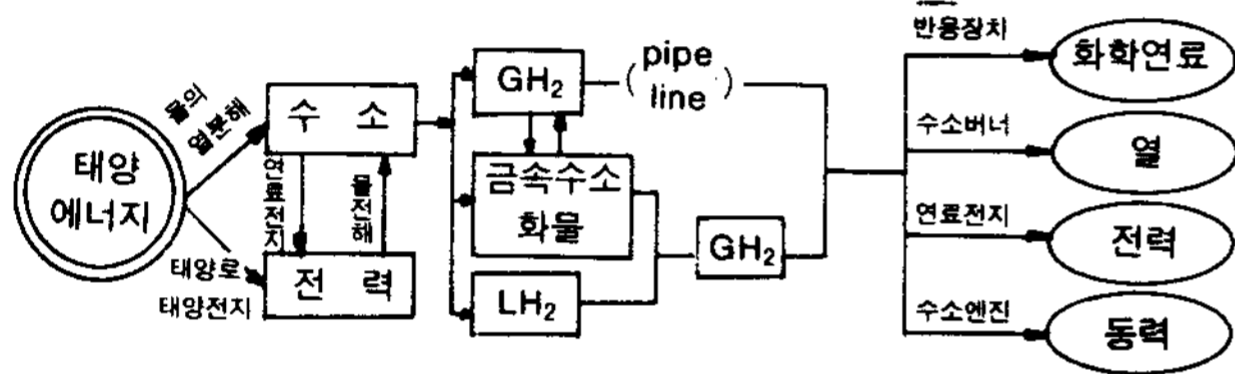 태양
에너지
물의
열분해
태양로
태양전지
수 소
연료전지
물전해
전 력
GH₂
금속수소
화물
LH₂
(pipe
line)
GH₂
반응장치
수소버너
연료전지
수소엔진
화화연료
열
전력
동력